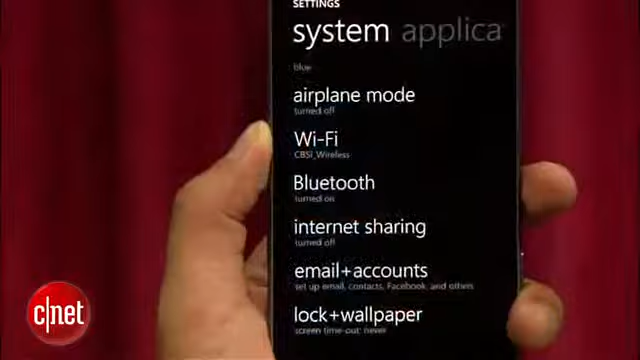 SETTINGS
system applica
blue
airplane mode
turned off
Wi-Fi
CBSI_Wireless
Bluetooth
turned on
internet sharing
turned off
email+accounts
set up email, contacts, Facebook, and others
lock+wallpaper
screen time-out: never
c|net